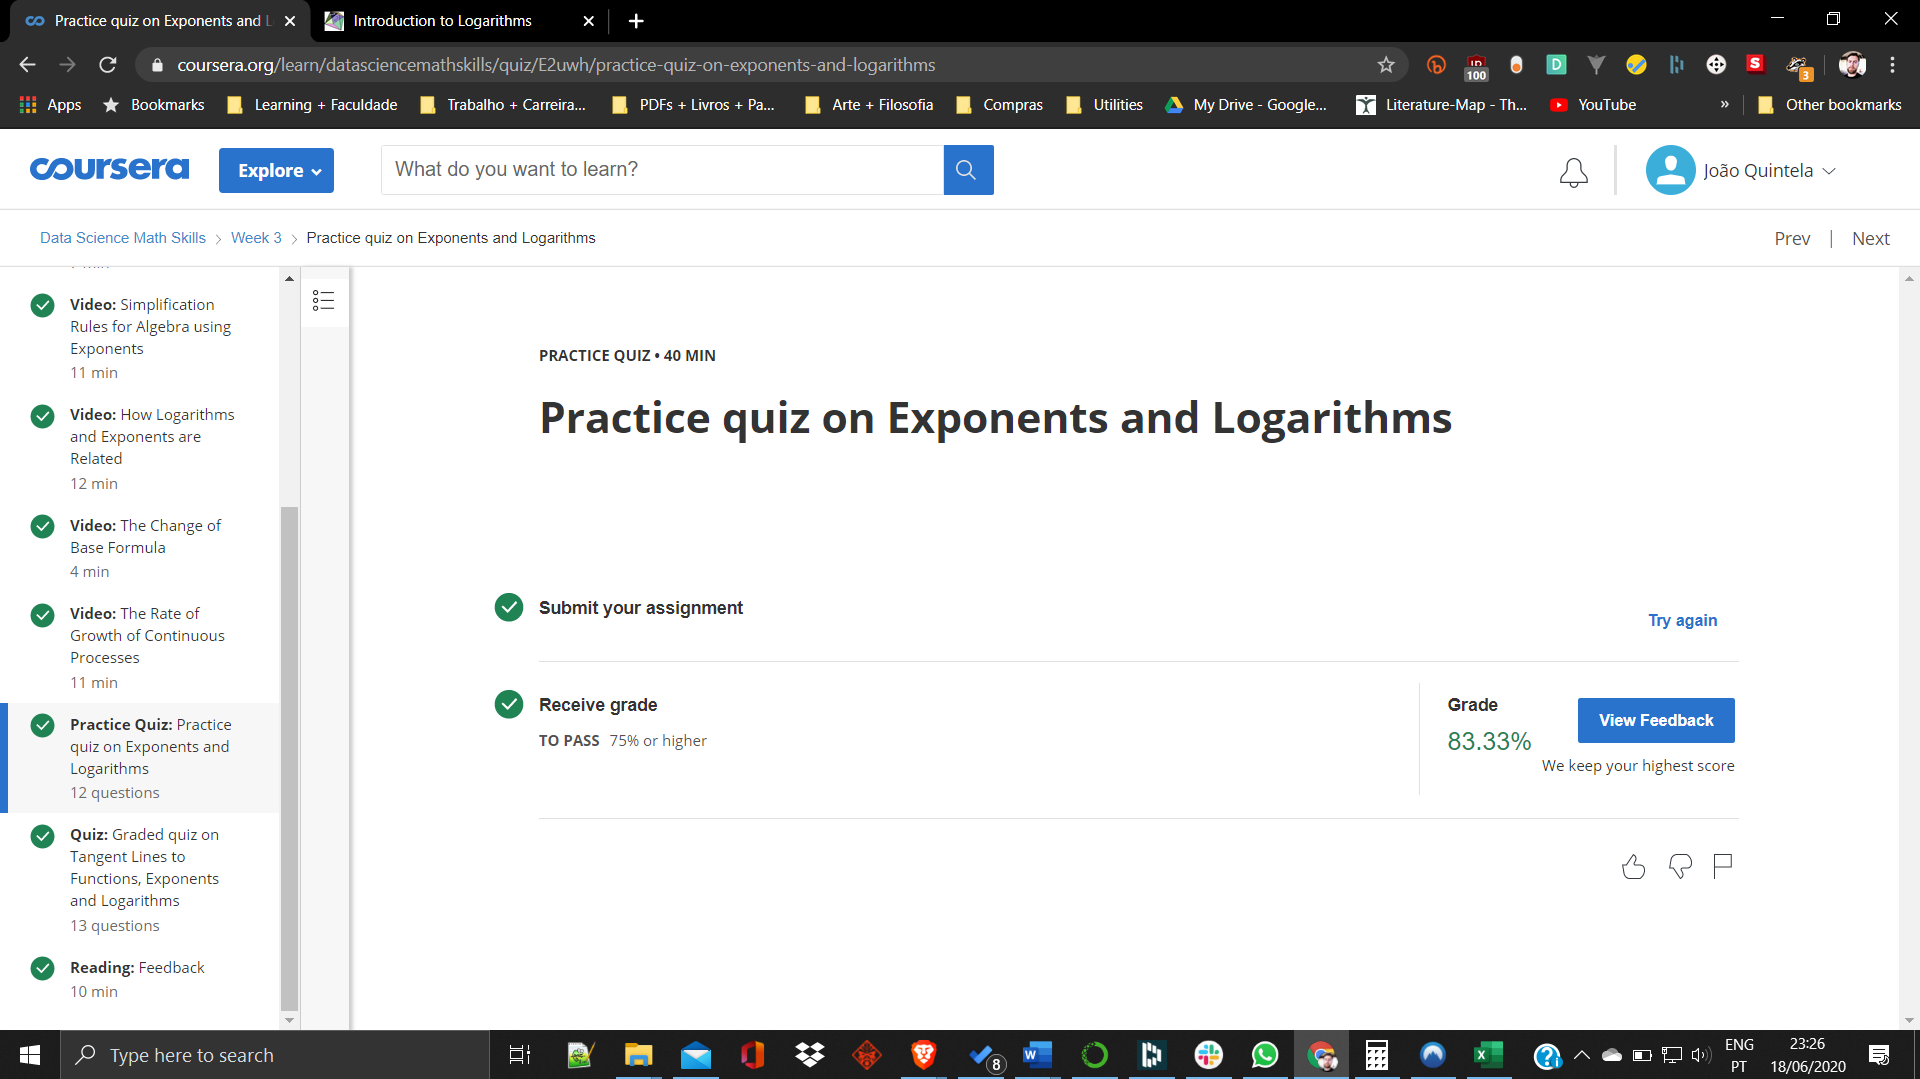 Practice quiz on Exponents and L
Introduction to Logarithms
coursera.org/learn/datasciencemathskills/quiz/E2uwh/practice-quiz-on-exponents-and-logarithms
100
D
S
3
Apps
Bookmarks
Learning + Faculdade
Trabalho + Carreira...
PDFs + Livros + Pa...
Arte + Filosofia
Compras
Utilities
My Drive - Google...
Literature-Map - Th...
YouTube
»
Other bookmarks
coursera
Explore
What do you want to learn?
João Quintela
Data Science Math Skills
Week 3
Practice quiz on Exponents and Logarithms
Prev
Next
Video: Simplification
Rules for Algebra using
Exponents
11 min
Video: How Logarithms
and Exponents are
Related
12 min
Video: The Change of
Base Formula
4 min
Video: The Rate of
Growth of Continuous
Processes
11 min
Practice Quiz: Practice
quiz on Exponents and
Logarithms
12 questions
Quiz: Graded quiz on
Tangent Lines to
Functions, Exponents
and Logarithms
13 questions
Reading: Feedback
10 min
PRACTICE QUIZ • 40 MIN
Practice quiz on Exponents and Logarithms
Submit your assignment
Try again
Receive grade
TO PASS 75% or higher
Grade
83.33%
View Feedback
We keep your highest score
Type here to search
8
ENG
PT
23:26
18/06/2020